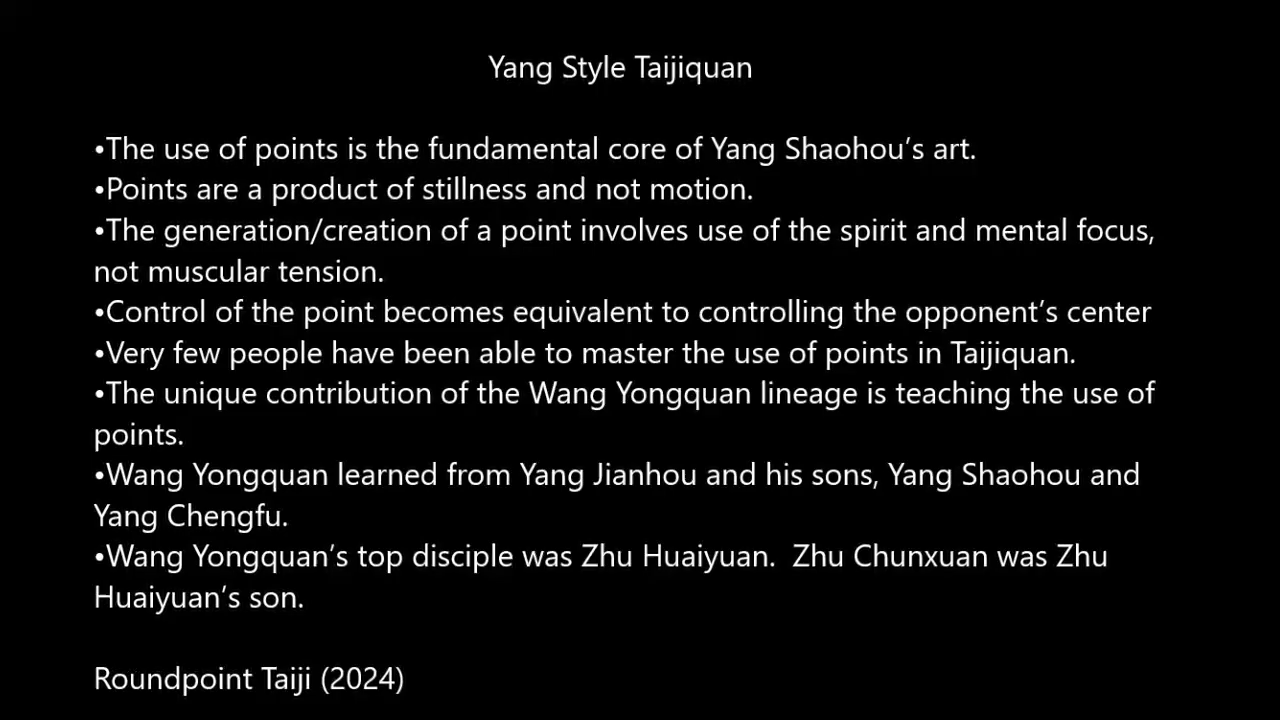 Yang Style Taijiquan
•The use of points is the fundamental core of Yang Shaohou’s art.
•Points are a product of stillness and not motion.
•The generation/creation of a point involves use of the spirit and mental focus,
not muscular tension.
•Control of the point becomes equivalent to controlling the opponent’s center
•Very few people have been able to master the use of points in Taijiquan.
•The unique contribution of the Wang Yongquan lineage is teaching the use of
points.
•Wang Yongquan learned from Yang Jianhou and his sons, Yang Shaohou and
Yang Chengfu.
•Wang Yongquan’s top disciple was Zhu Huaiyuan.  Zhu Chunxuan was Zhu
Huaiyuan’s son.
Roundpoint Taiji (2024)